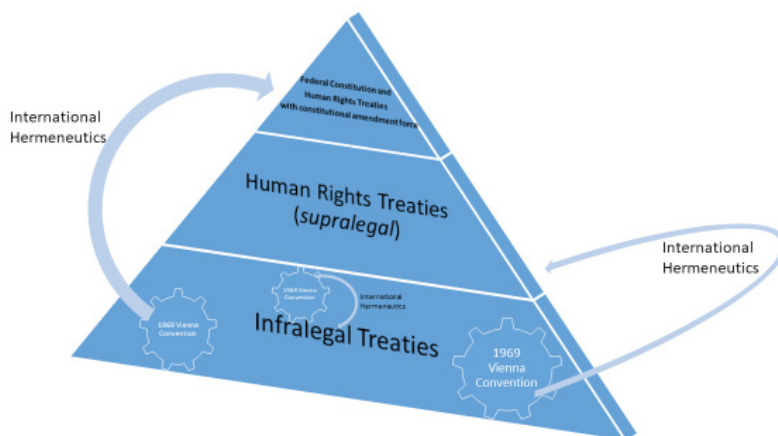 Federal Constitution and
Human Rights Treaties
with constitutional amendment force
International
Hermeneutics
Human Rights Treaties
(supralegal)
International
Hermeneutics
1969 Vienna
Convention
International
Hermeneutics
1969 Vienna
Convention
Infralegal Treaties
1969
Vienna
Convention